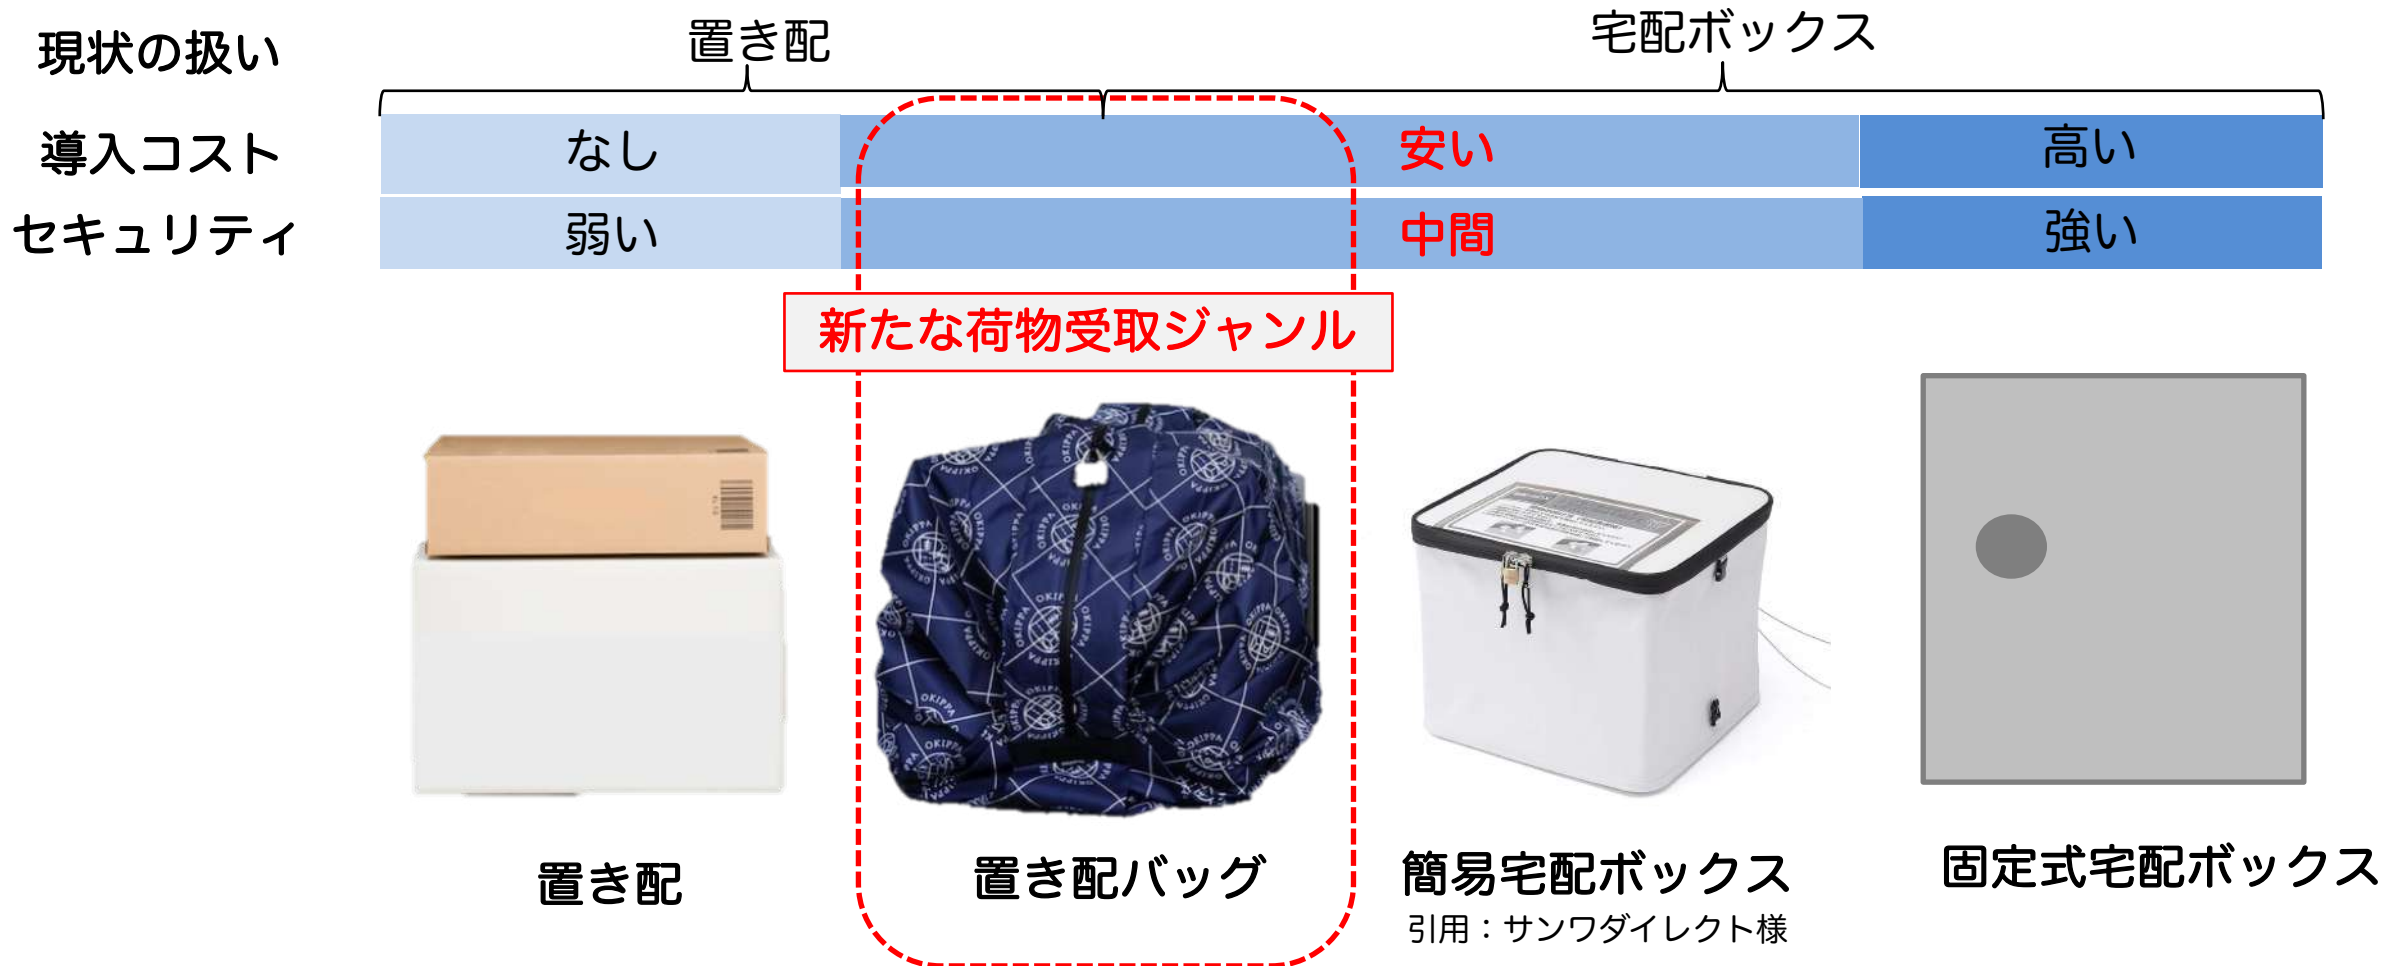 現状の扱い
置き配
宅配ボックス
導入コスト
なし
安い
高い
セキュリティ
弱い
中間
強い
新たな荷物受取ジャンル
OKIPPA
置き配
置き配バッグ
簡易宅配ボックス
固定式宅配ボックス
引用：サンワダイレクト様